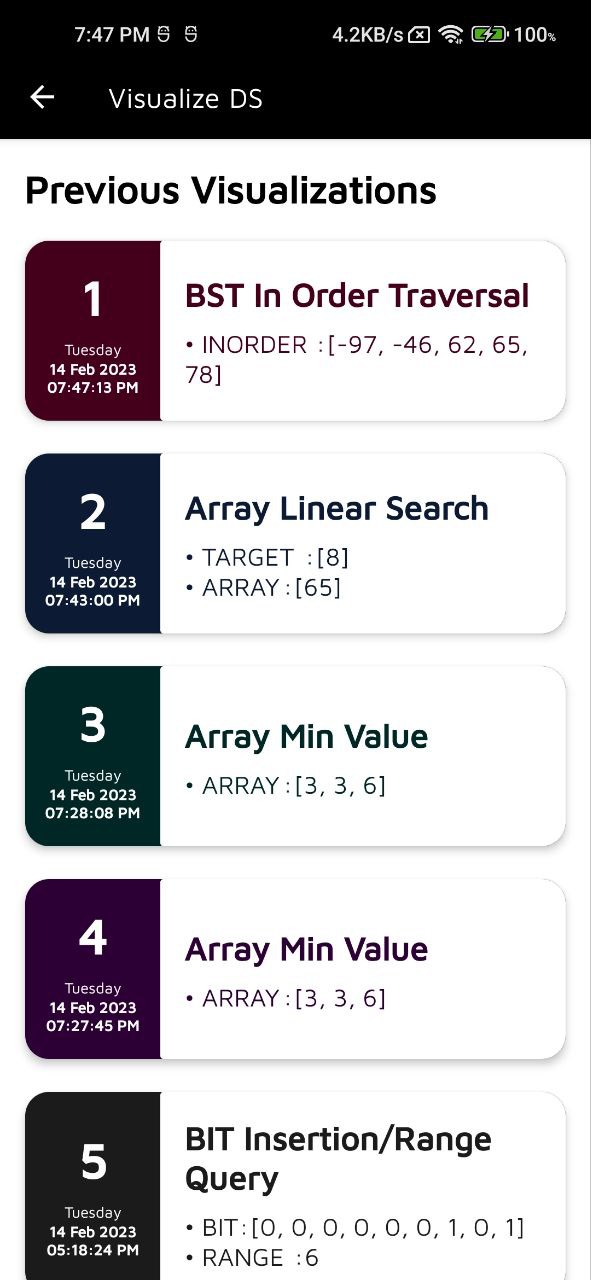 7:47 PM 4.2KB/s 100%
Visualize DS
Previous Visualizations
1
Tuesday
14 Feb 2023
07:47:13 PM
BST In Order Traversal
• INORDER :[-97, -46, 62, 65,
78]
2
Tuesday
14 Feb 2023
07:43:00 PM
Array Linear Search
• TARGET :[8]
• ARRAY :[65]
3
Tuesday
14 Feb 2023
07:28:08 PM
Array Min Value
• ARRAY :[3, 3, 6]
4
Tuesday
14 Feb 2023
07:27:45 PM
Array Min Value
• ARRAY :[3, 3, 6]
5
Tuesday
14 Feb 2023
05:18:24 PM
BIT Insertion/Range
Query
• BIT :[0, 0, 0, 0, 0, 0, 1, 0, 1]
• RANGE :6